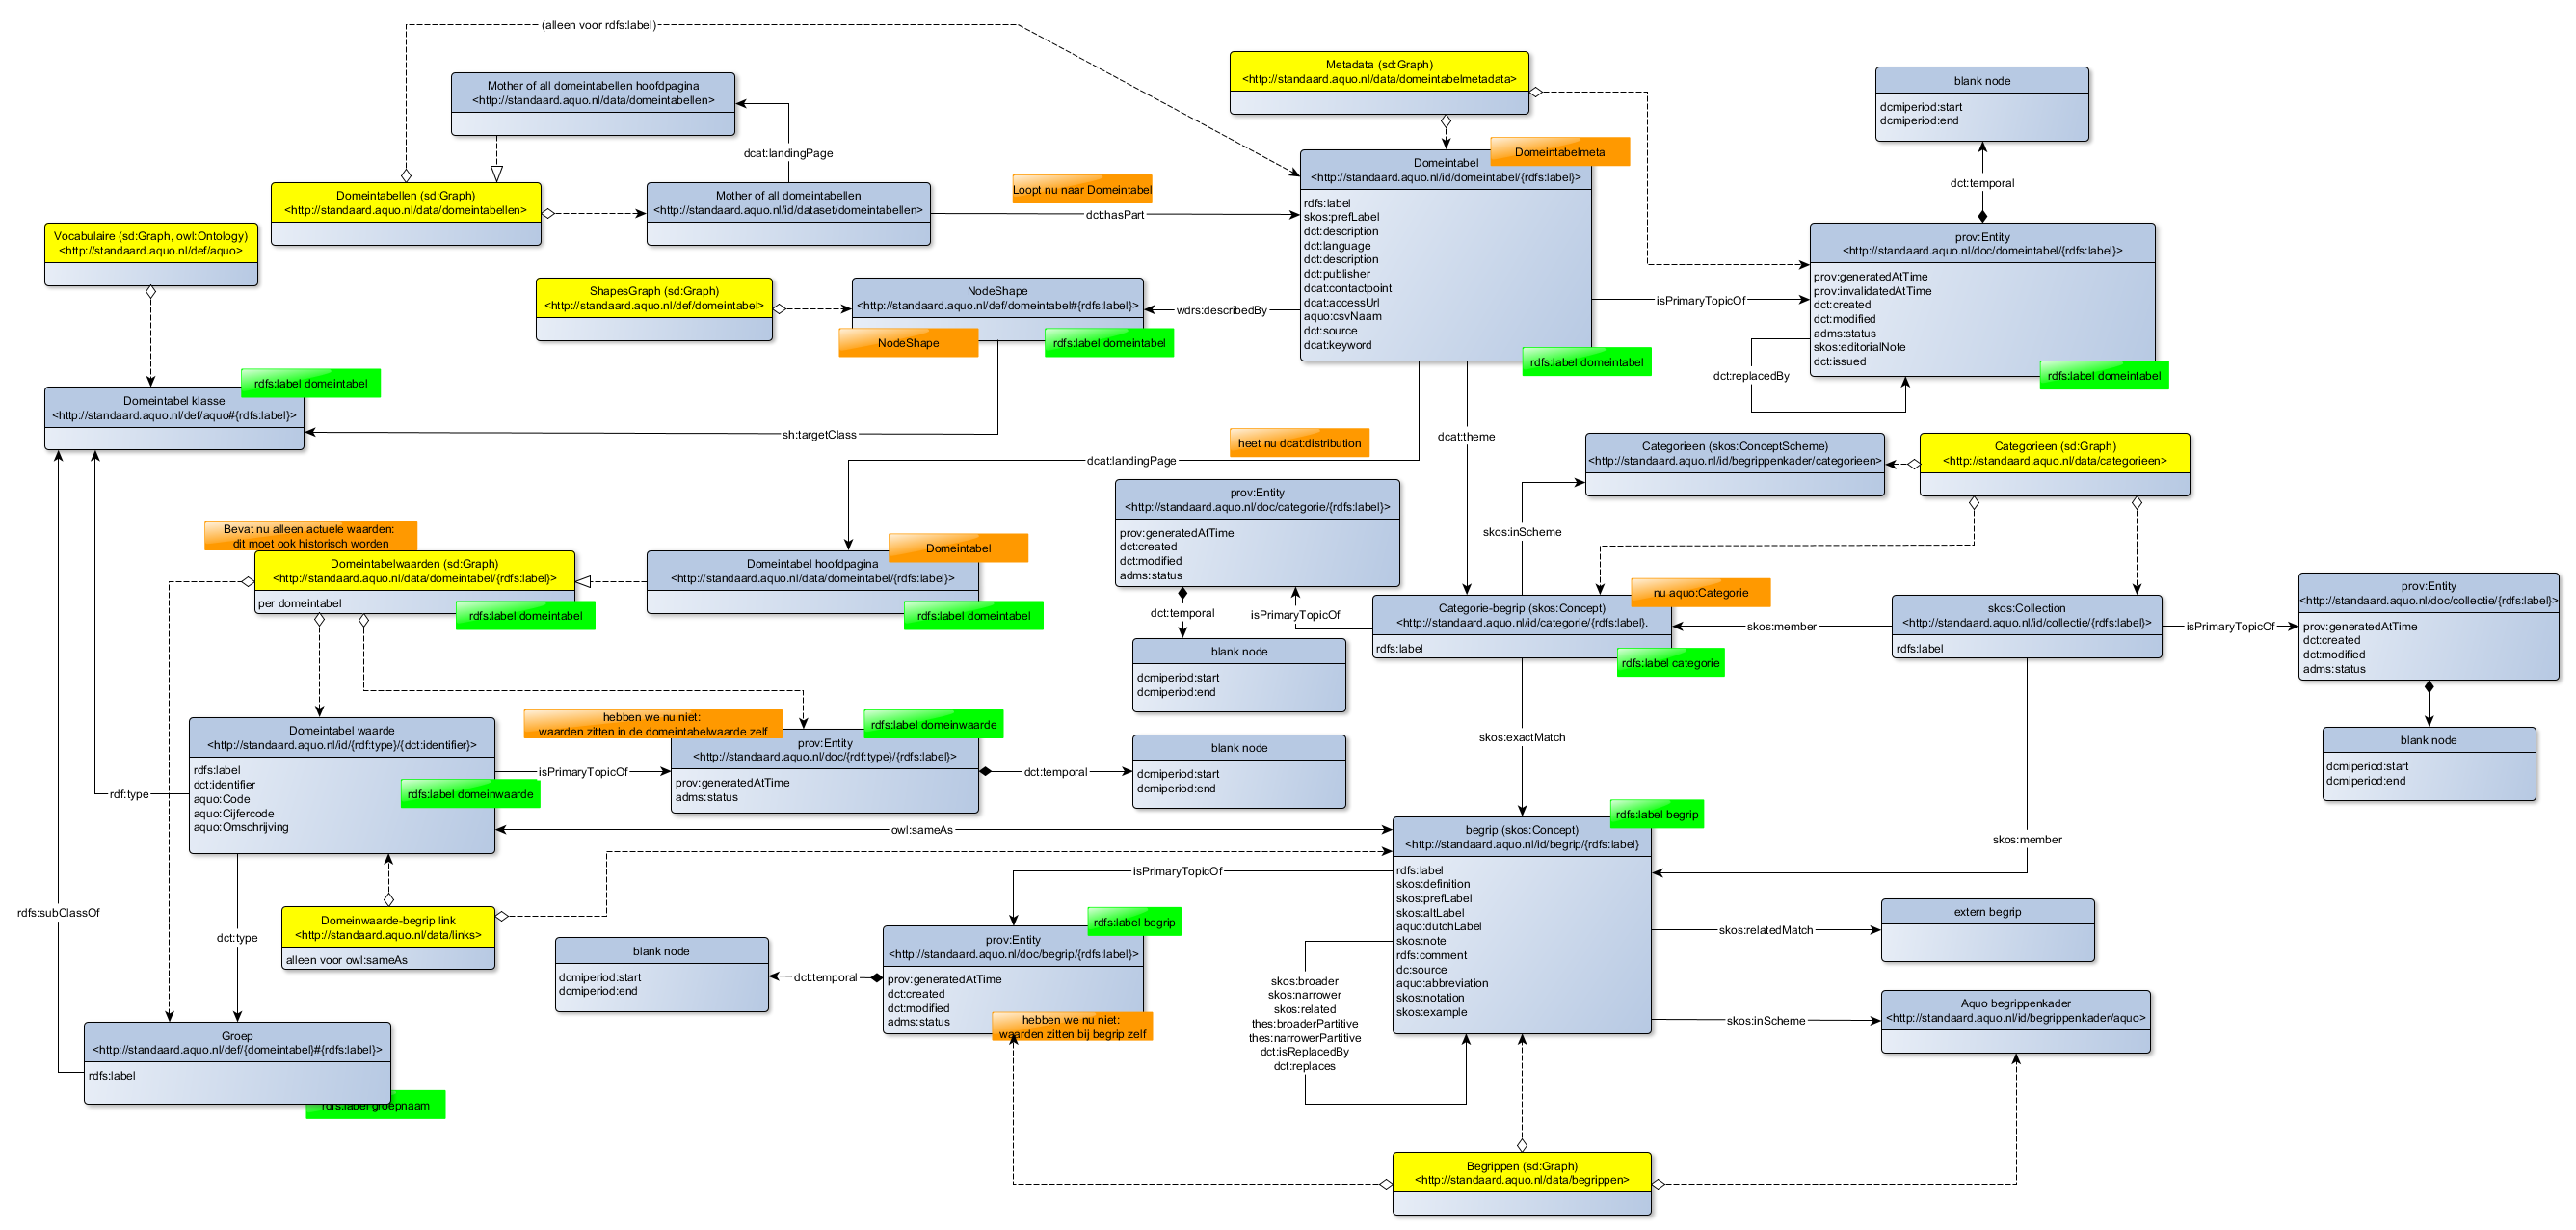 (alleen voor rdfs:label)
Mother of all domeintabellen hoofdpagina
<http://standaard.aquo.nl/data/domeintabellen>
dcat:landingPage
Metadata (sd:Graph)
<http://standaard.aquo.nl/data/domeintabelmetadata>
blank node
dcmiperiod:start
dcmiperiod:end
dct:temporal
Domeintabellen (sd:Graph)
<http://standaard.aquo.nl/data/domeintabellen>
Mother of all domeintabellen
<http://standaard.aquo.nl/id/dataset/domeintabellen>
Loopt nu naar Domeintabel
dct:hasPart
Domeintabelmeta
Domeintabel
<http://standaard.aquo.nl/id/domeintabel/{rdfs:label}>
rdfs:label
skos:prefLabel
dct:description
dct:language
dct:description
dct:publisher
dcat:contactpoint
dcat:accessUrl
aquo:csvNaam
dct:source
dcat:keyword
rdfs:label domeintabel
isPrimaryTopicOf
prov:Entity
<http://standaard.aquo.nl/doc/domeintabel/{rdfs:label}>
prov:generatedAtTime
prov:invalidatedAtTime
dct:created
dct:modified
adms:status
skos:editorialNote
dct:issued
rdfs:label domeintabel
dct:replacedBy
Vocabulaire (sd:Graph, owl:Ontology)
<http://standaard.aquo.nl/def/aquo>
ShapesGraph (sd:Graph)
<http://standaard.aquo.nl/def/domeintabel>
NodeShape
<http://standaard.aquo.nl/def/domeintabel#{rdfs:label}>
NodeShape
rdfs:label domeintabel
wdrs:describedBy
rdfs:label domeintabel
Domeintabel klasse
<http://standaard.aquo.nl/def/aquo#{rdfs:label}>
sh:targetClass
heet nu dcat:distribution
dcat:landingPage
dcat:theme
Categorieen (skos:ConceptScheme)
<http://standaard.aquo.nl/id/begrippenkader/categorieen>
Categorieen (sd:Graph)
<http://standaard.aquo.nl/data/categorieen>
prov:Entity
<http://standaard.aquo.nl/doc/categorie/{rdfs:label}>
prov:generatedAtTime
dct:created
dct:modified
adms:status
skos:inScheme
Bevat nu alleen actuele waarden:
dit moet ook historisch worden
Domeintabelwaarden (sd:Graph)
<http://standaard.aquo.nl/data/domeintabel/{rdfs:label}>
per domeintabel
rdfs:label domeintabel
Domeintabel
Domeintabel hoofdpagina
<http://standaard.aquo.nl/data/domeintabel/{rdfs:label}>
rdfs:label domeintabel
dct:temporal
isPrimaryTopicOf
nu aquo:Categorie
Categorie-begrip (skos:Concept)
<http://standaard.aquo.nl/id/categorie/{rdfs:label}.
rdfs:label
rdfs:label categorie
skos:member
skos:Collection
<http://standaard.aquo.nl/id/collectie/{rdfs:label}>
rdfs:label
isPrimaryTopicOf
prov:Entity
<http://standaard.aquo.nl/doc/collectie/{rdfs:label}>
prov:generatedAtTime
dct:created
dct:modified
adms:status
blank node
dcmiperiod:start
dcmiperiod:end
blank node
dcmiperiod:start
dcmiperiod:end
Domeintabel waarde
<http://standaard.aquo.nl/id/{rdf:type}/{dct:identifier}>
rdfs:label
dct:identifier
aquo:Code
aquo:Cijfercode
aquo:Omschrijving
rdfs:label domeinwaarde
rdf:type
isPrimaryTopicOf
hebben we nu niet:
waarden zitten in de domeintabelwaarde zelf
rdfs:label domeinwaarde
prov:Entity
<http://standaard.aquo.nl/doc/{rdf:type}/{rdfs:label}>
prov:generatedAtTime
adms:status
dct:temporal
blank node
dcmiperiod:start
dcmiperiod:end
skos:exactMatch
owl:sameAs
rdfs:label begrip
begrip (skos:Concept)
<http://standaard.aquo.nl/id/begrip/{rdfs:label}
rdfs:label
skos:definition
skos:prefLabel
skos:altLabel
aquo:dutchLabel
skos:note
rdfs:comment
dc:source
aquo:abbreviation
skos:notation
skos:example
skos:member
isPrimaryTopicOf
rdfs:subClassOf
dct:type
Domeinwaarde-begrip link
<http://standaard.aquo.nl/data/links>
alleen voor owl:sameAs
blank node
dcmiperiod:start
dcmiperiod:end
dct:temporal
rdfs:label begrip
prov:Entity
<http://standaard.aquo.nl/doc/begrip/{rdfs:label}>
prov:generatedAtTime
dct:created
dct:modified
adms:status
hebben we nu niet:
waarden zitten bij begrip zelf
skos:broader
skos:narrower
skos:related
thes:broaderPartitive
thes:narrowerPartitive
dct:isReplacedBy
dct:replaces
skos:relatedMatch
extern begrip
skos:inScheme
Aquo begrippenkader
<http://standaard.aquo.nl/id/begrippenkader/aquo>
Groep
<http://standaard.aquo.nl/def/{domeintabel}#{rdfs:label}>
rdfs:label
rdfs:label groepnaam
Begrippen (sd:Graph)
<http://standaard.aquo.nl/data/begrippen>